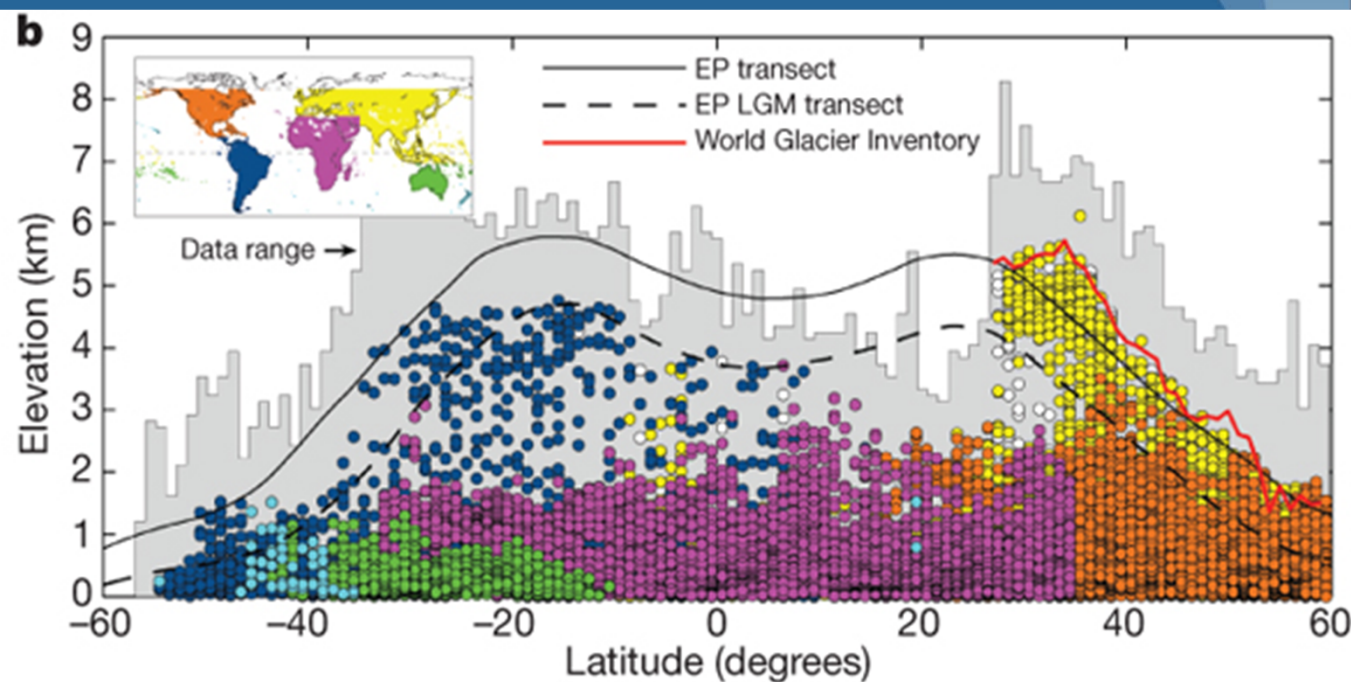 b
9
8
7
6
5
4
3
2
1
0
Elevation (km)
EP transect
EP LGM transect
World Glacier Inventory
Data range
−60
−40
−20
0
20
40
60
Latitude (degrees)